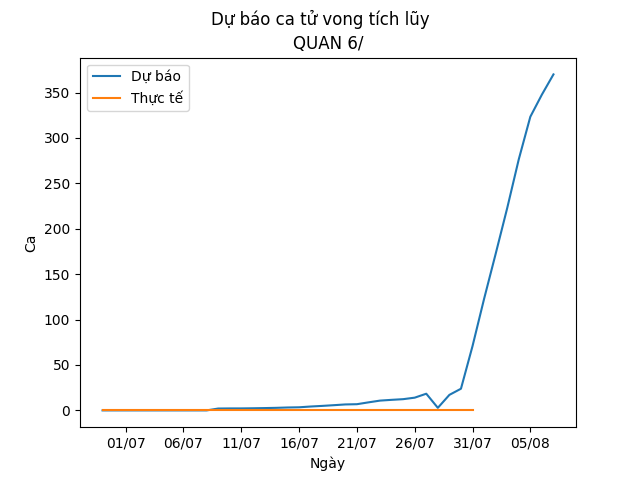 Dự báo ca tử vong tích lũy
QUAN 6/
Dự báo
Thực tế
350
300
250
200
150
100
50
0
Ca
01/07 06/07 11/07 16/07 21/07 26/07 31/07 05/08
Ngày